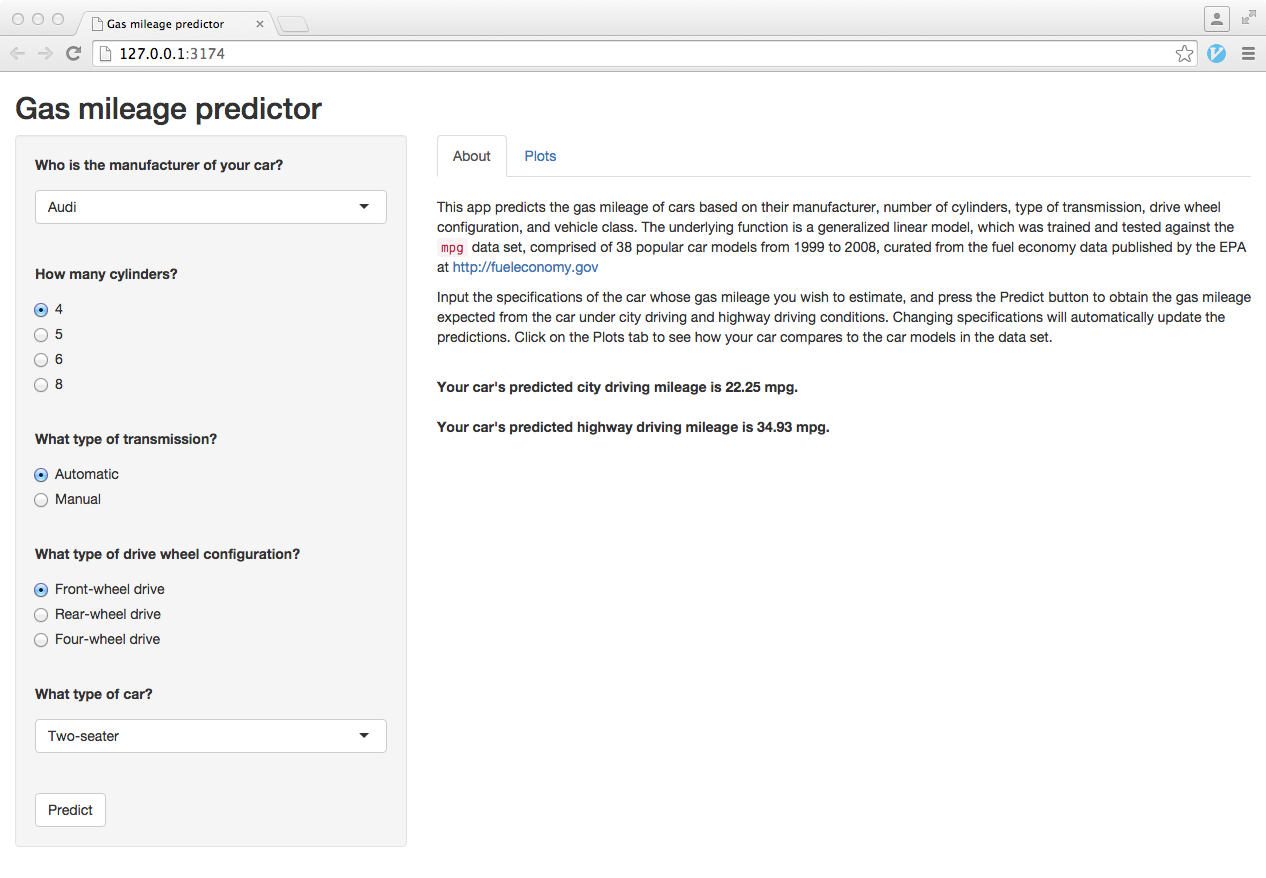 Gas mileage predictor
127.0.0.1:3174
Gas mileage predictor
Who is the manufacturer of your car?
Audi
How many cylinders?
4
5
6
8
What type of transmission?
Automatic
Manual
What type of drive wheel configuration?
Front-wheel drive
Rear-wheel drive
Four-wheel drive
What type of car?
Two-seater
Predict
About Plots
This app predicts the gas mileage of cars based on their manufacturer, number of cylinders, type of transmission, drive wheel
configuration, and vehicle class. The underlying function is a generalized linear model, which was trained and tested against the
mpg data set, comprised of 38 popular car models from 1999 to 2008, curated from the fuel economy data published by the EPA
at http://fueleconomy.gov
Input the specifications of the car whose gas mileage you wish to estimate, and press the Predict button to obtain the gas mileage
expected from the car under city driving and highway driving conditions. Changing specifications will automatically update the
predictions. Click on the Plots tab to see how your car compares to the car models in the data set.
Your car's predicted city driving mileage is 22.25 mpg.
Your car's predicted highway driving mileage is 34.93 mpg.